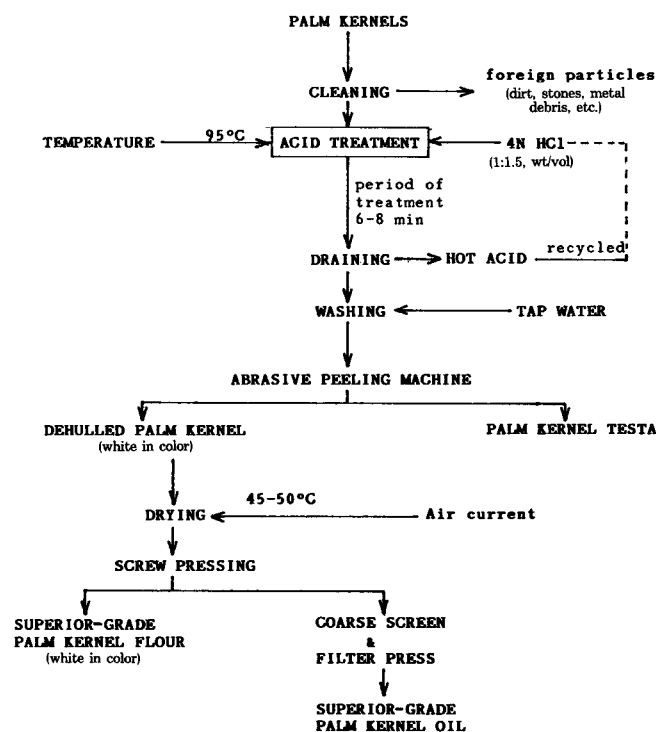 PALM KERNELS
CLEANING
foreign particles
(dirt, stones, metal
debris, etc.)
TEMPERATURE
95°C
ACID TREATMENT
4N HCl
(1:1.5, wt/vol)
period of
treatment
6-8 min
DRAINING
HOT ACID
recycled
WASHING
TAP WATER
ABRASIVE PEELING MACHINE
DEHULLED PALM KERNEL
(white in color)
PALM KERNEL TESTA
45-50°C
DRYING
Air current
SCREW PRESSING
SUPERIOR-GRADE
PALM KERNEL FLOUR
(white in color)
COARSE SCREEN
&
FILTER PRESS
SUPERIOR-GRADE
PALM KERNEL OIL